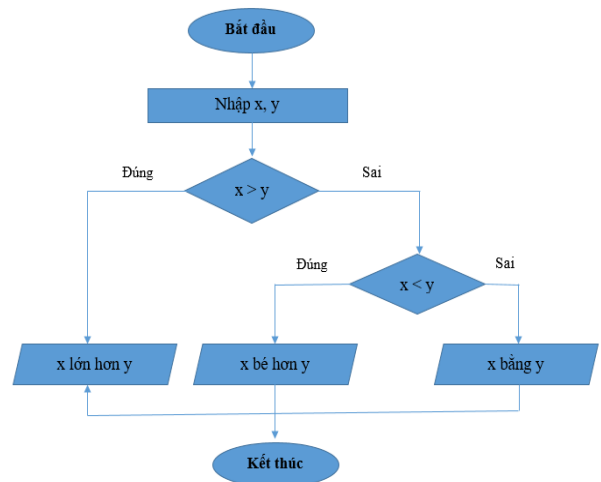 Bắt đầu
Nhập x, y
Đúng
Sai
x > y
Đúng
Sai
x < y
x lớn hơn y
x bé hơn y
x bằng y
Kết thúc